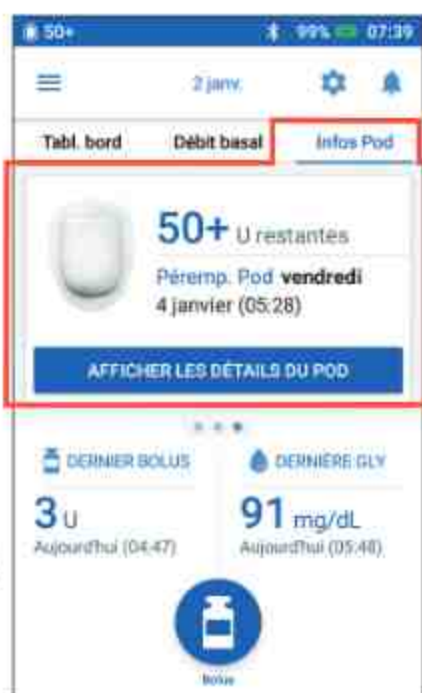 50+ 99% 07:39
2 janv.
Tabl. bord Débit basal Infos Pod
50+ U restantes
Péremp. Pod vendredi
4 janvier (05:28)
AFFICHER LES DÉTAILS DU POD
DERNIER BOLUS DERNIÈRE GLY
3 U 91 mg/dL
Aujourd'hui (04:47) Aujourd'hui (05:48)
Bolus